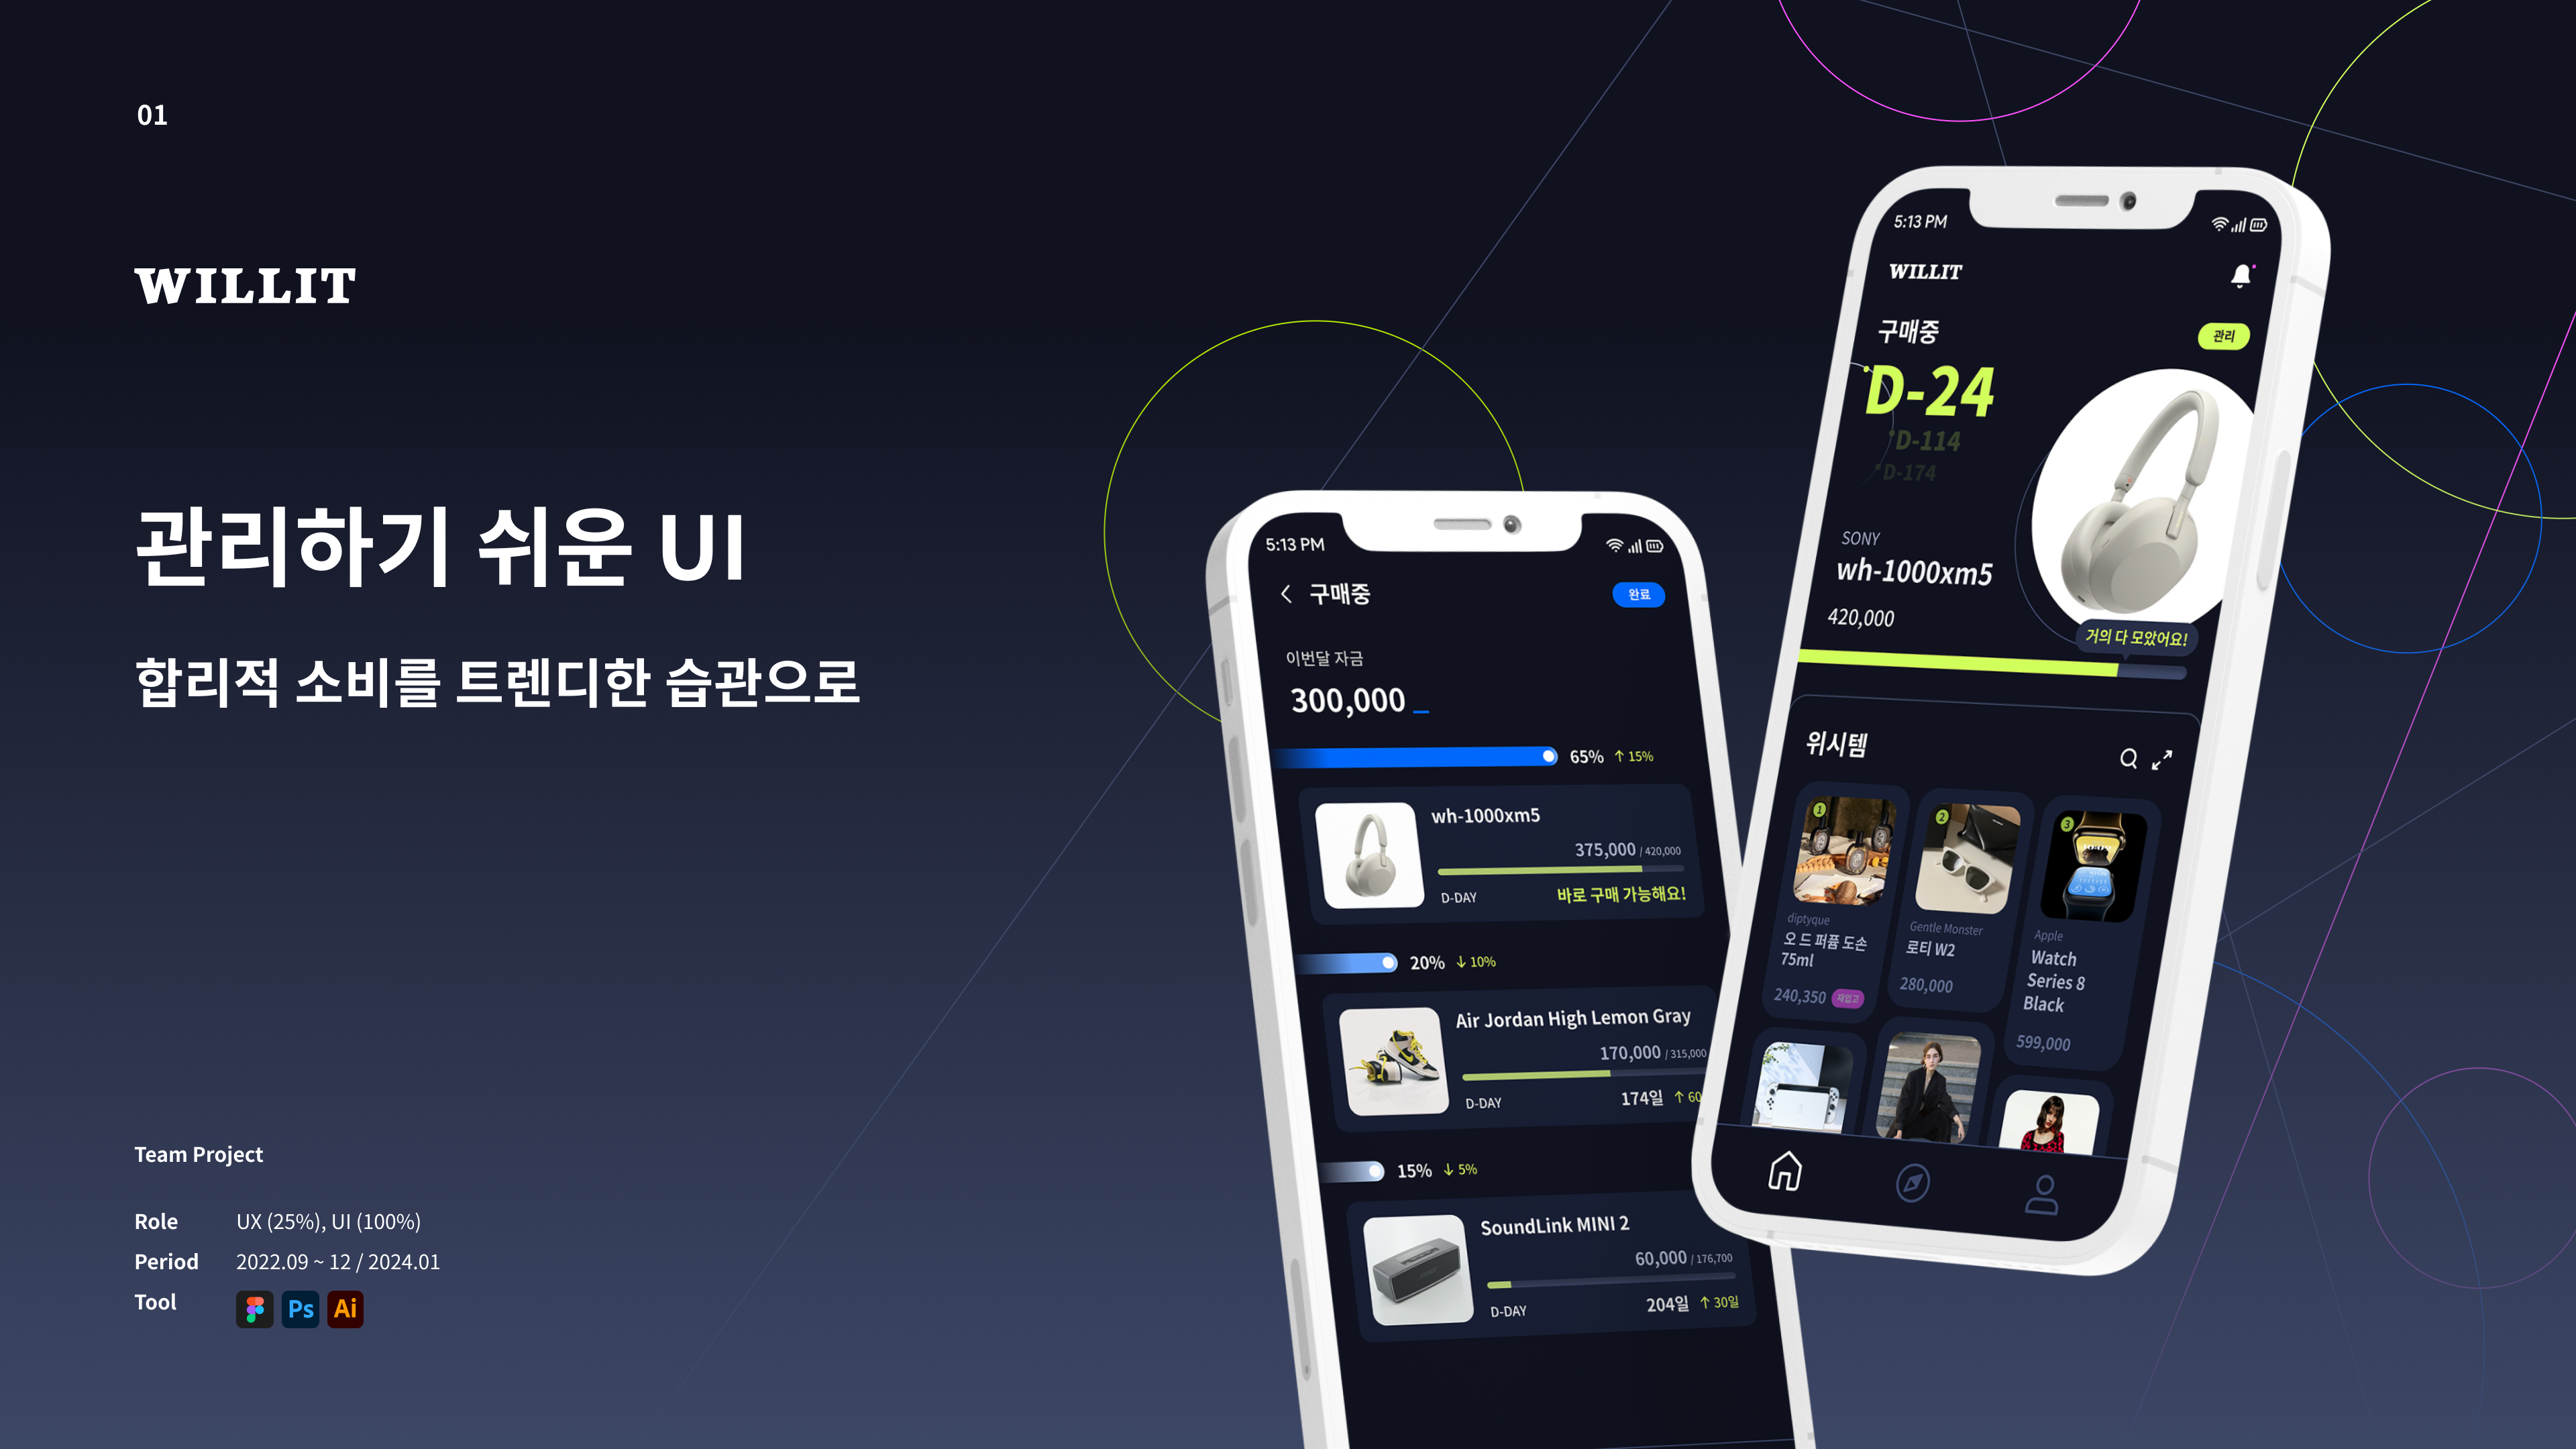 01
WILLIT
관리하기 쉬운 UI
합리적 소비를 트렌디한 습관으로
Team Project
Role UX (25%), UI (100%)
Period 2022.09 ~ 12 / 2024.01
Tool Ps Ai
5:13 PM
구매중 완료
이번달 자금
300,000
65% ↑ 15%
wh-1000xm5
375,000 / 420,000
D-DAY 바로 구매 가능해요!
20% ↓ 10%
Air Jordan High Lemon Gray
170,000 / 315,000
D-DAY 174일 ↑ 60
15% ↓ 5%
SoundLink MINI 2
60,000 / 176,700
D-DAY 204일 ↑ 30일
5:13 PM
WILLIT
구매중 관리
D-24
D-114
D-174
SONY
wh-1000xm5
420,000
거의 다 모았어요!
위시템
1
diptyque
오 드 퍼퓸 도손
75ml
240,350 재입고
2
Gentle Monster
로티 W2
280,000
3
Apple
Watch
Series 8
Black
599,000